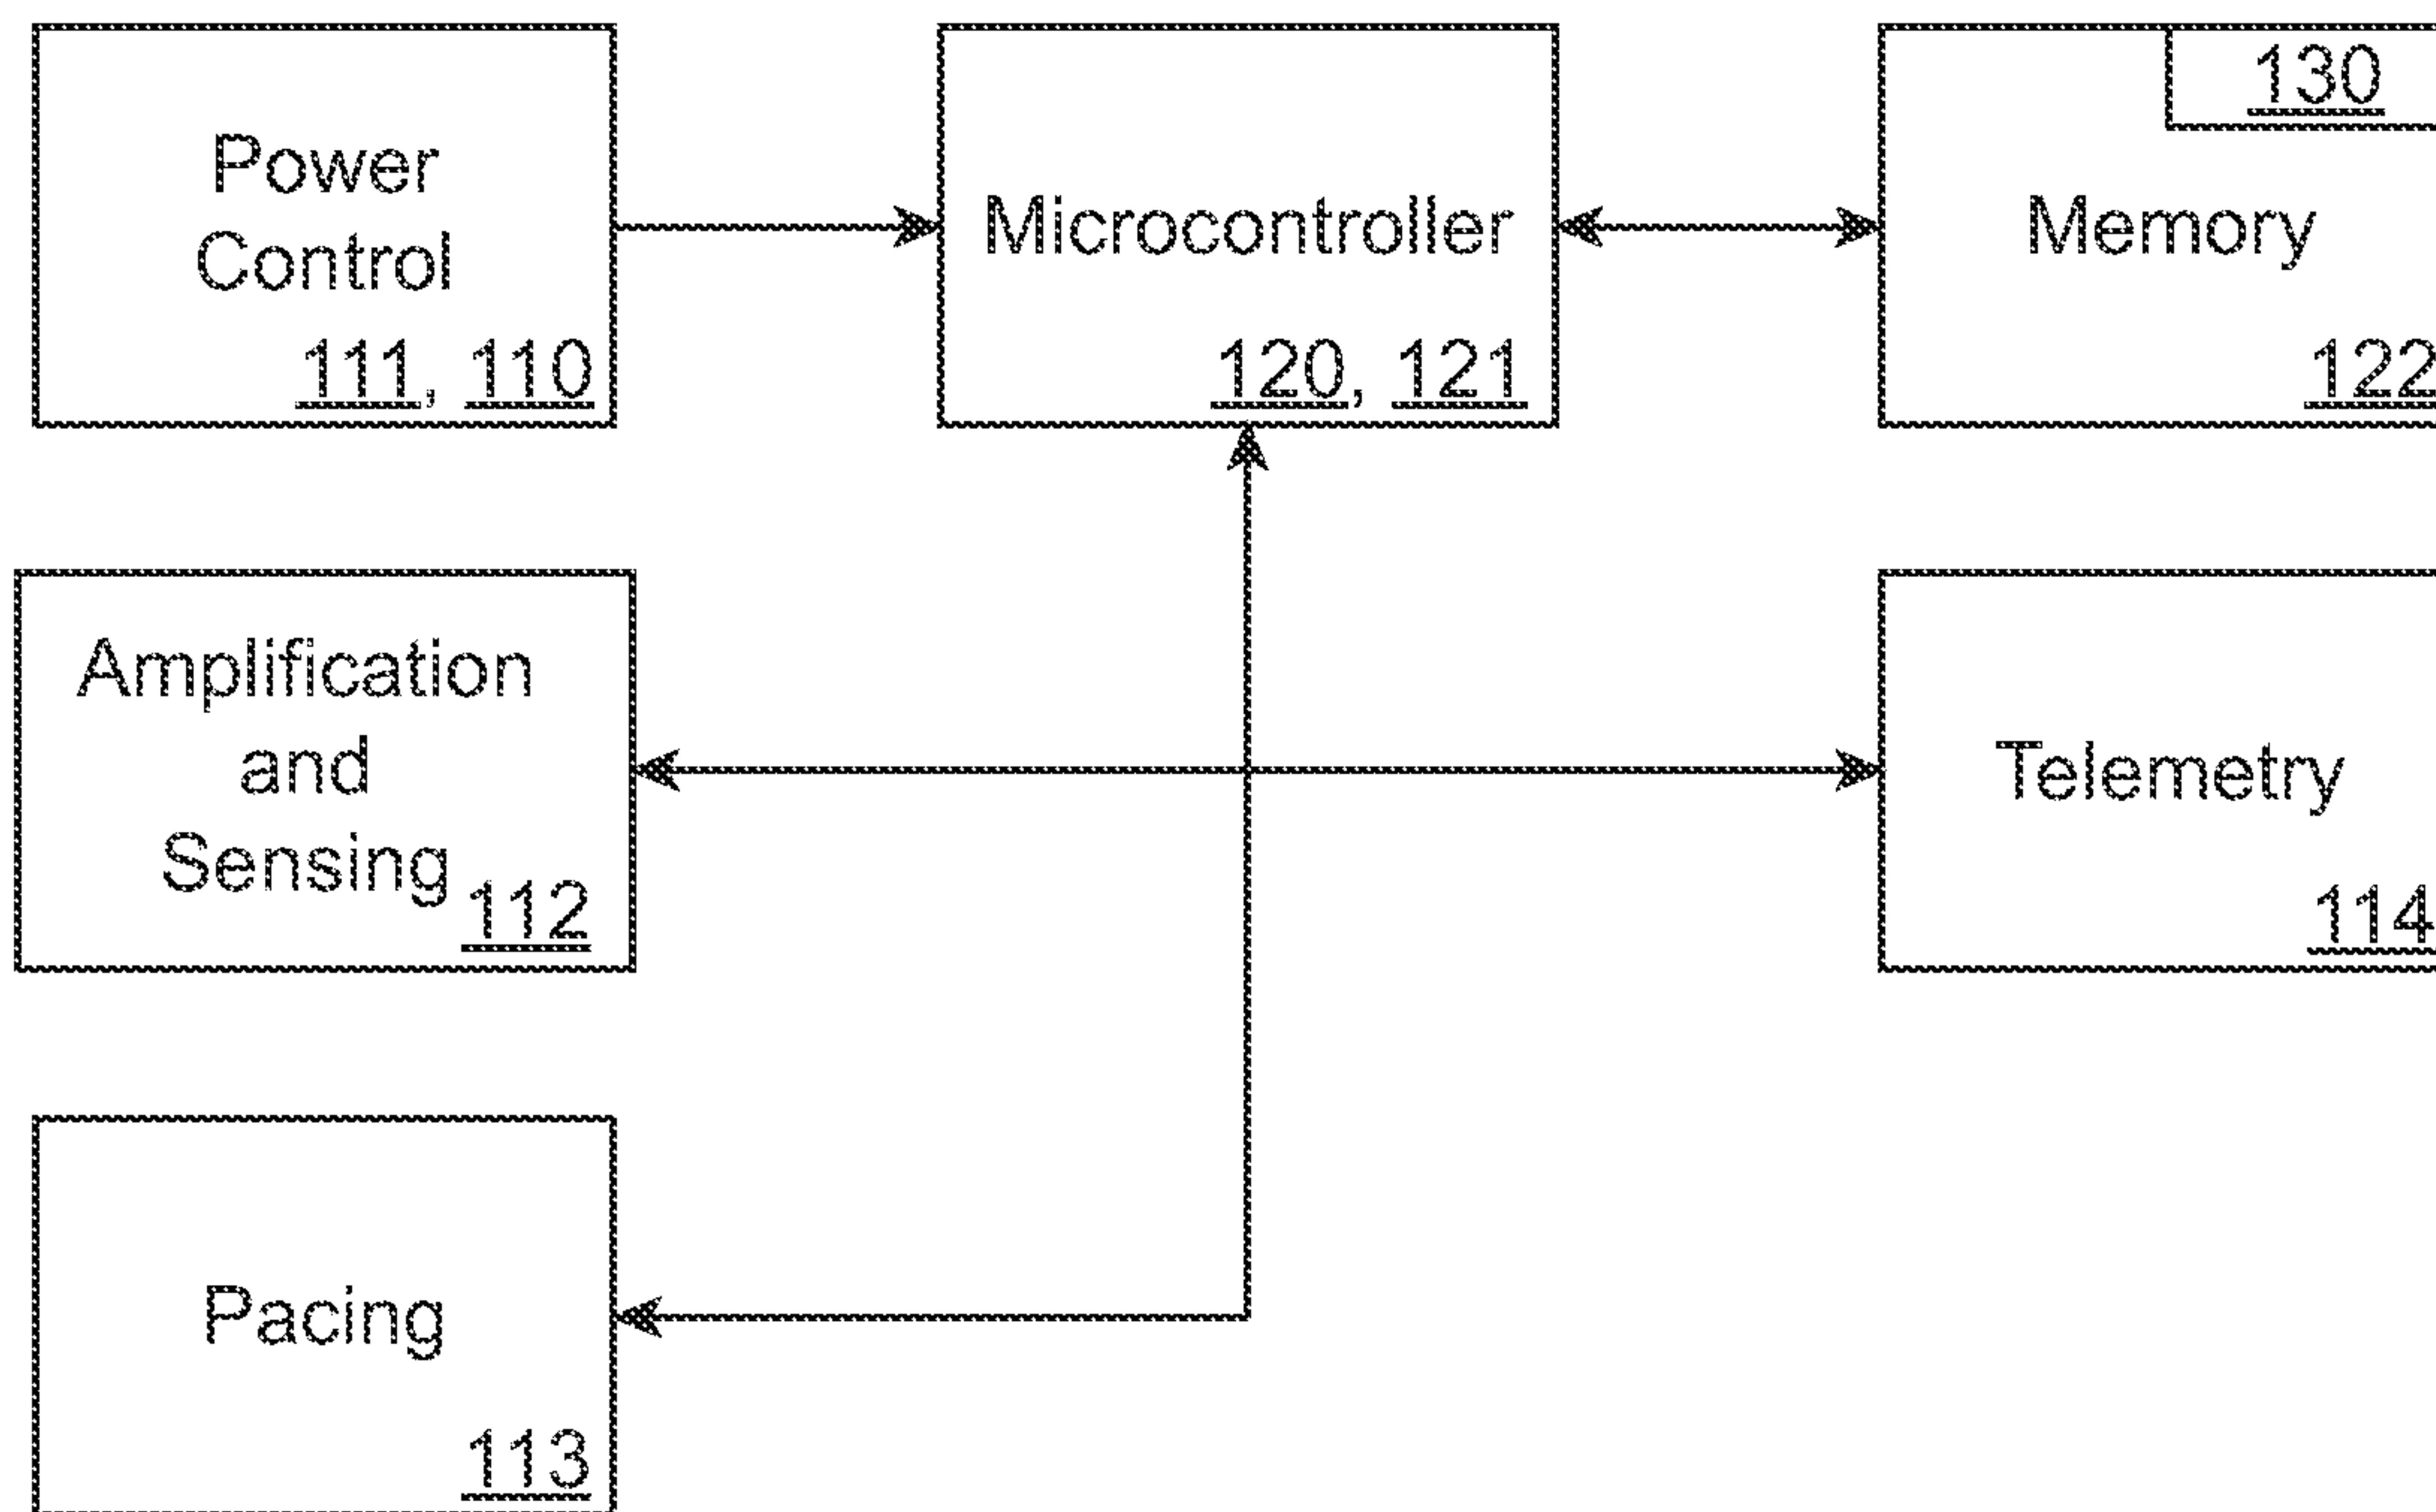 Power
Control
111, 110
Microcontroller
120, 121
130
Memory
122
Amplification
and
Sensing
112
Telemetry
114
Pacing
113